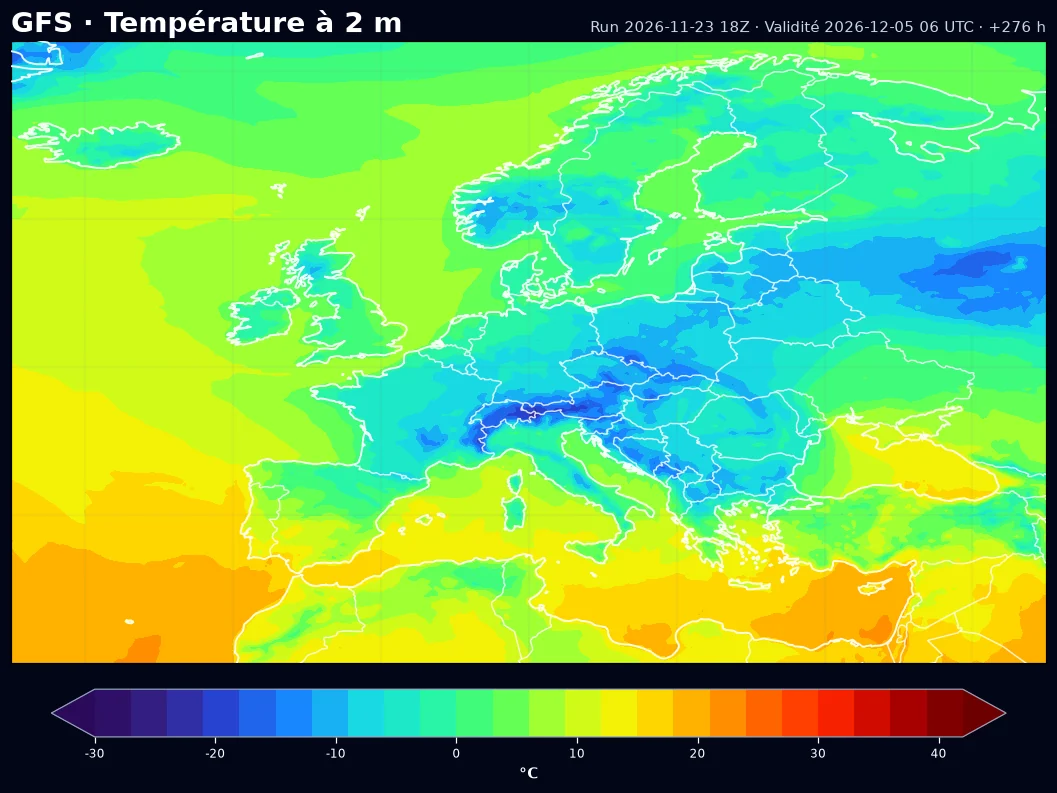 GFS · Température à 2 m
Run 2026-11-23 18Z · Validité 2026-12-05 06 UTC · +276 h
-30 -20 -10 0 10 20 30 40
°C